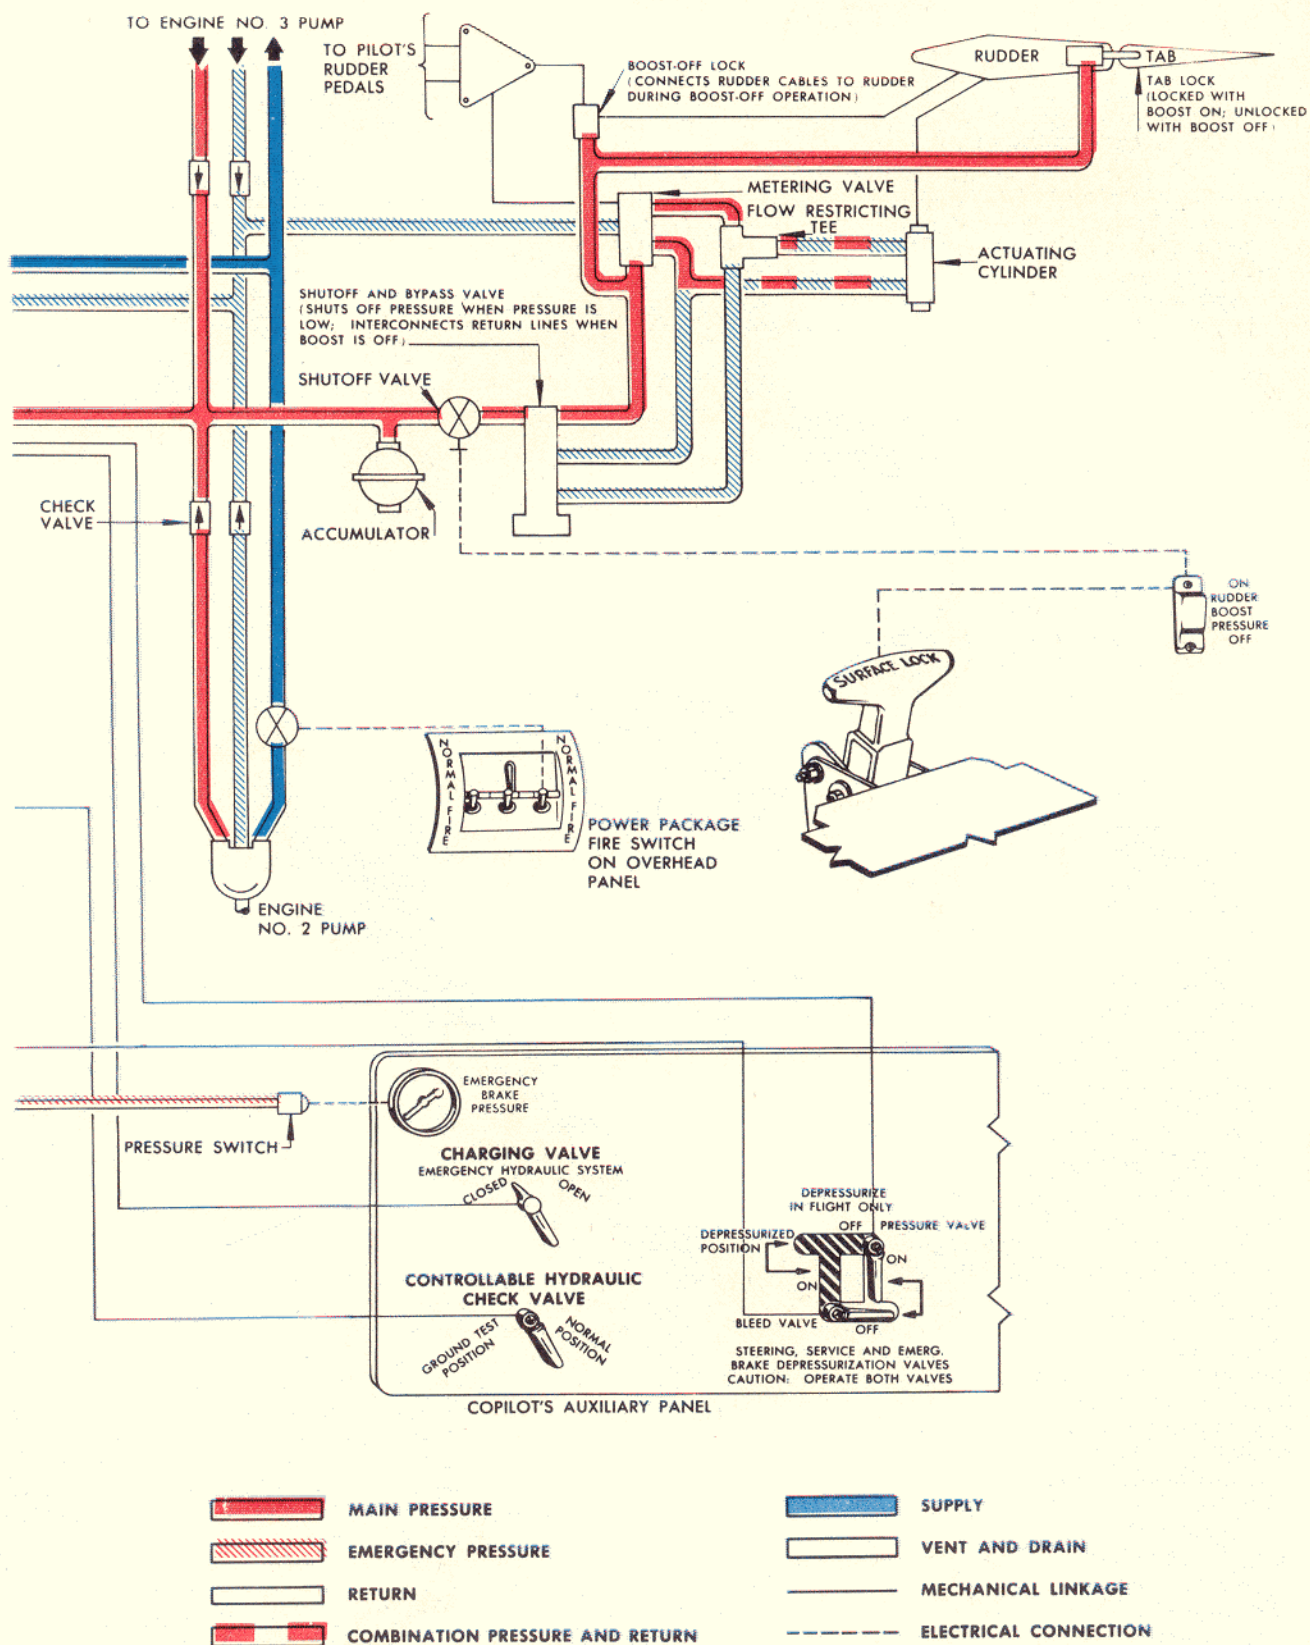 TO ENGINE NO. 3 PUMP
TO PILOT'S
RUDDER
PEDALS
BOOST-OFF LOCK
(CONNECTS RUDDER CABLES TO RUDDER
DURING BOOST-OFF OPERATION)
RUDDER
TAB
TAB LOCK
(LOCKED WITH
BOOST ON; UNLOCKED
WITH BOOST OFF)
METERING VALVE
FLOW RESTRICTING
TEE
ACTUATING
CYLINDER
SHUTOFF AND BYPASS VALVE
(SHUTS OFF PRESSURE WHEN PRESSURE IS
LOW; INTERCONNECTS RETURN LINES WHEN
BOOST IS OFF)
SHUTOFF VALVE
CHECK
VALVE
ACCUMULATOR
ON
RUDDER
BOOST
PRESSURE
OFF
SURFACE LOCK
NORMAL FIRE
NORMAL FIRE
POWER PACKAGE
FIRE SWITCH
ON OVERHEAD
PANEL
ENGINE
NO. 2 PUMP
EMERGENCY
BRAKE
PRESSURE
PRESSURE SWITCH
CHARGING VALVE
EMERGENCY HYDRAULIC SYSTEM
CLOSED
OPEN
DEPRESSURIZE
IN FLIGHT ONLY
OFF
PRESSURE VALVE
DEPRESSURIZED
POSITION
ON
ON
CONTROLLABLE HYDRAULIC
CHECK VALVE
GROUND TEST
POSITION
NORMAL
POSITION
BLEED VALVE
OFF
STEERING, SERVICE AND EMERG.
BRAKE DEPRESSURIZATION VALVES
CAUTION: OPERATE BOTH VALVES
COPILOT'S AUXILIARY PANEL
MAIN PRESSURE
SUPPLY
EMERGENCY PRESSURE
VENT AND DRAIN
RETURN
MECHANICAL LINKAGE
COMBINATION PRESSURE AND RETURN
ELECTRICAL CONNECTION